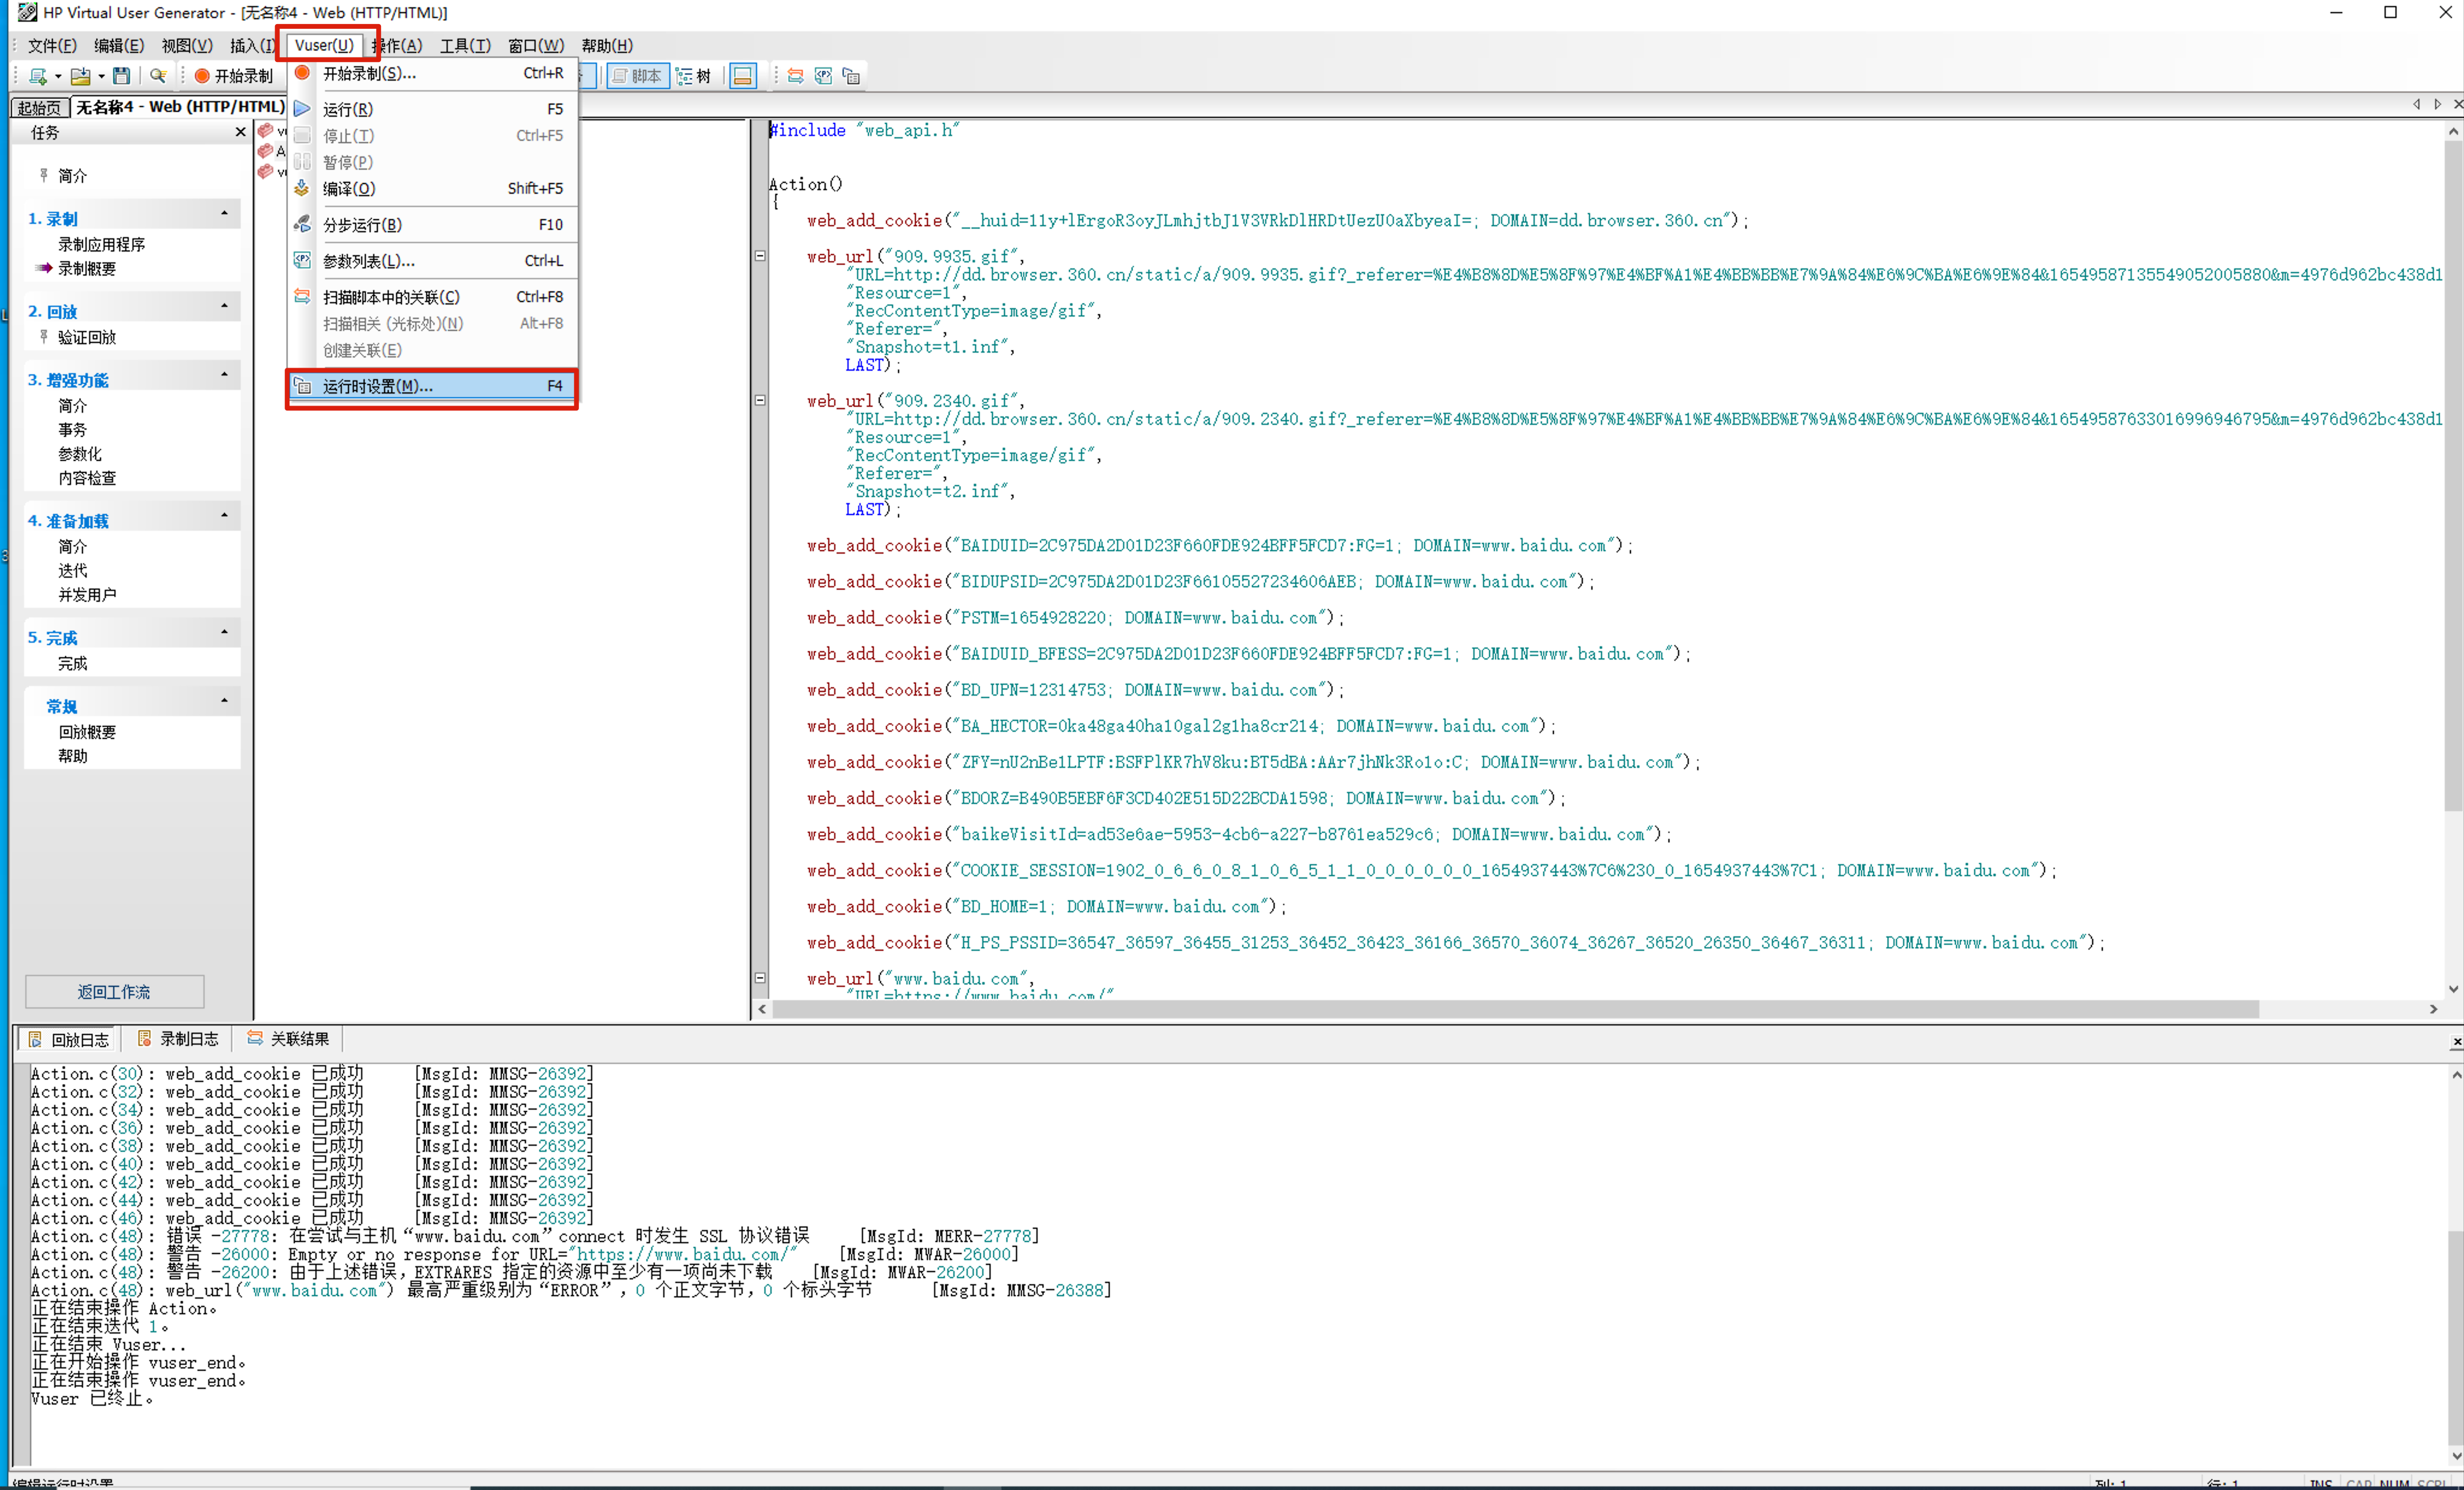 HP Virtual User Generator - [无名称4 - Web (HTTP/HTML)]
文件(F) 编辑(E) 视图(V) 插入(I) Vuser(U) 操作(A) 工具(T) 窗口(W) 帮助(H)
开始录制 脚本 树
开始录制(S)... Ctrl+R
运行(R) F5
停止(T) Ctrl+F5
暂停(P)
编译(O) Shift+F5
分步运行(B) F10
参数列表(L)... Ctrl+L
扫描脚本中的关联(C) Ctrl+F8
扫描相关 (光标处)(N) Alt+F8
创建关联(E)
运行时设置(M)... F4
起始页 无名称4 - Web (HTTP/HTML)
任务
简介
1. 录制
录制应用程序
录制概要
2. 回放
验证回放
3. 增强功能
简介
事务
参数化
内容检查
4. 准备加载
简介
迭代
并发用户
5. 完成
完成
常规
回放概要
帮助
返回工作流
#include "web_api.h"
Action()
{
web_add_cookie("__huid=11y+lErgoR3oyJLmhjtbJ1V3VRkDlHRDtUezU0aXbyeaI=; DOMAIN=dd.browser.360.cn");
web_url("909.9935.gif",
"URL=http://dd.browser.360.cn/static/a/909.9935.gif?_referer=%E4%B8%8D%E5%8F%97%E4%BF%A1%E4%BB%BB%E7%9A%84%E6%9C%BA%E6%9E%84&16549587135549052005880&m=4976d962bc438d1
"Resource=1",
"RecContentType=image/gif",
"Referer=",
"Snapshot=t1.inf",
LAST);
web_url("909.2340.gif",
"URL=http://dd.browser.360.cn/static/a/909.2340.gif?_referer=%E4%B8%8D%E5%8F%97%E4%BF%A1%E4%BB%BB%E7%9A%84%E6%9C%BA%E6%9E%84&16549587633016996946795&m=4976d962bc438d1
"Resource=1",
"RecContentType=image/gif",
"Referer=",
"Snapshot=t2.inf",
LAST);
web_add_cookie("BAIDUID=2C975DA2D01D23F660FDE924BFF5FCD7:FG=1; DOMAIN=www.baidu.com");
web_add_cookie("BIDUPSID=2C975DA2D01D23F66105527234606AEB; DOMAIN=www.baidu.com");
web_add_cookie("PSTM=1654928220; DOMAIN=www.baidu.com");
web_add_cookie("BAIDUID_BFESS=2C975DA2D01D23F660FDE924BFF5FCD7:FG=1; DOMAIN=www.baidu.com");
web_add_cookie("BD_UPN=12314753; DOMAIN=www.baidu.com");
web_add_cookie("BA_HECTOR=0ka48ga40ha10gal2g1ha8cr214; DOMAIN=www.baidu.com");
web_add_cookie("ZFY=nU2nBe1LPTF:BSFPlKR7hV8ku:BT5dBA:AAr7jhNk3Ro1o:C; DOMAIN=www.baidu.com");
web_add_cookie("BDORZ=B490B5EBF6F3CD402E515D22BCDA1598; DOMAIN=www.baidu.com");
web_add_cookie("baikeVisitId=ad53e6ae-5953-4cb6-a227-b8761ea529c6; DOMAIN=www.baidu.com");
web_add_cookie("COOKIE_SESSION=1902_0_6_6_0_8_1_0_6_5_1_1_0_0_0_0_0_0_1654937443%7C6%230_0_1654937443%7C1; DOMAIN=www.baidu.com");
web_add_cookie("BD_HOME=1; DOMAIN=www.baidu.com");
web_add_cookie("H_PS_PSSID=36547_36597_36455_31253_36452_36423_36166_36570_36074_36267_36520_26350_36467_36311; DOMAIN=www.baidu.com");
web_url("www.baidu.com",
"URL=https://www.baidu.com/"
回放日志 录制日志 关联结果
Action.c(30): web_add_cookie 已成功 [MsgId: MMSG-26392]
Action.c(32): web_add_cookie 已成功 [MsgId: MMSG-26392]
Action.c(34): web_add_cookie 已成功 [MsgId: MMSG-26392]
Action.c(36): web_add_cookie 已成功 [MsgId: MMSG-26392]
Action.c(38): web_add_cookie 已成功 [MsgId: MMSG-26392]
Action.c(40): web_add_cookie 已成功 [MsgId: MMSG-26392]
Action.c(42): web_add_cookie 已成功 [MsgId: MMSG-26392]
Action.c(44): web_add_cookie 已成功 [MsgId: MMSG-26392]
Action.c(46): web_add_cookie 已成功 [MsgId: MMSG-26392]
Action.c(48): 错误 -27778: 在尝试与主机“www.baidu.com”connect 时发生 SSL 协议错误 [MsgId: MERR-27778]
Action.c(48): 警告 -26000: Empty or no response for URL="https://www.baidu.com/" [MsgId: MWAR-26000]
Action.c(48): 警告 -26200: 由于上述错误，EXTRARES 指定的资源中至少有一项尚未下载 [MsgId: MWAR-26200]
Action.c(48): web_url("www.baidu.com") 最高严重级别为“ERROR”，0 个正文字节，0 个标头字节 [MsgId: MMSG-26388]
正在结束操作 Action。
正在结束迭代 1。
正在结束 Vuser...
正在开始操作 vuser_end。
正在结束操作 vuser_end。
Vuser 已终止。
编辑运行时设置 列: 1 行: 1 INS CAP NUM SCRL